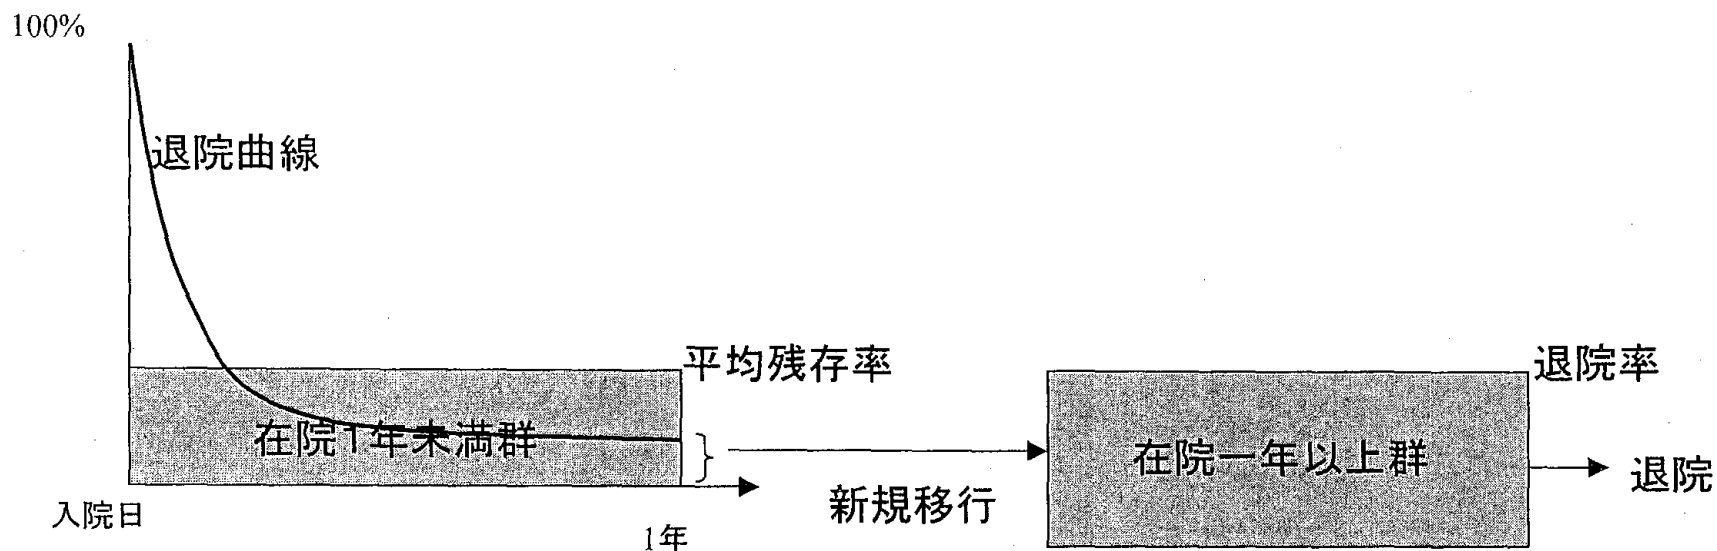 100%
退院曲線
平均残存率
退院率
在院1年未満群
在院一年以上群
退院
新規移行
入院日
1年